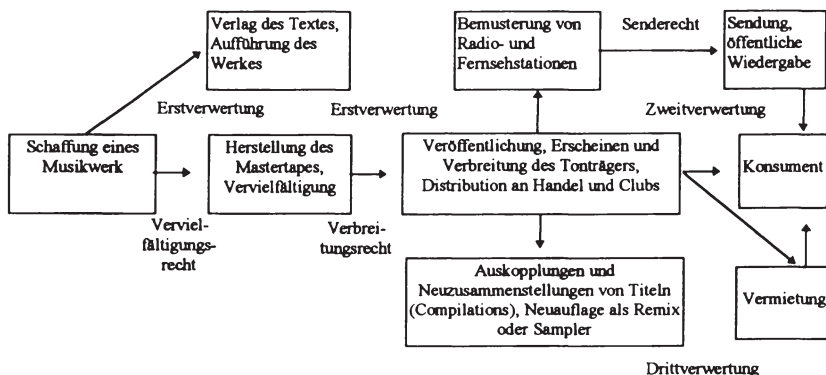 Verlag des Textes,
Aufführung des
Werkes
Bemusterung von
Radio- und
Fernsehstationen
Senderecht
Sendung,
öffentliche
Wiedergabe
Erstverwertung
Erstverwertung
Zweitverwertung
Schaffung eines
Musikwerk
Herstellung des
Mastertapes,
Vervielfältigung
Veröffentlichung, Erscheinen und
Verbreitung des Tonträgers,
Distribution an Handel und Clubs
Konsument
Verviel-
fältigungs-
recht
Verbrei-
tungsrecht
Auskopplungen und
Neuzusammenstellungen von Titeln
(Compilations), Neuauflage als Remix
oder Sampler
Vermietung
Drittverwertung